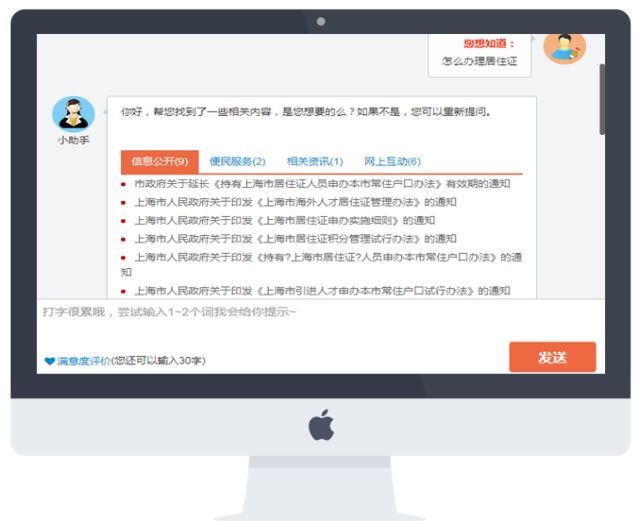 您想知道：
怎么办理居住证
你好，帮您找到了一些相关内容，是您想要的么？如果不是，您可以重新提问。
小助手
信息公开(9) 便民服务(2) 相关资讯(1) 网上互动(6)
市政府关于延长《持有上海市居住证人员申办本市常住户口办法》有效期的通知
上海市人民政府关于印发《上海市海外人才居住证管理办法》的通知
上海市人民政府关于印发《上海市居住证申办实施细则》的通知
上海市人民政府关于印发《上海市居住证积分管理试行办法》的通知
上海市人民政府关于印发《持有?上海市居住证?人员申办本市常住户口办法》的通
知
上海市人民政府关于印发《上海市引进人才申办本市常住户口试行办法》的通知
打字很累哦，尝试输入1~2个词我会给你提示~
满意度评价(您还可以输入30字)
发送